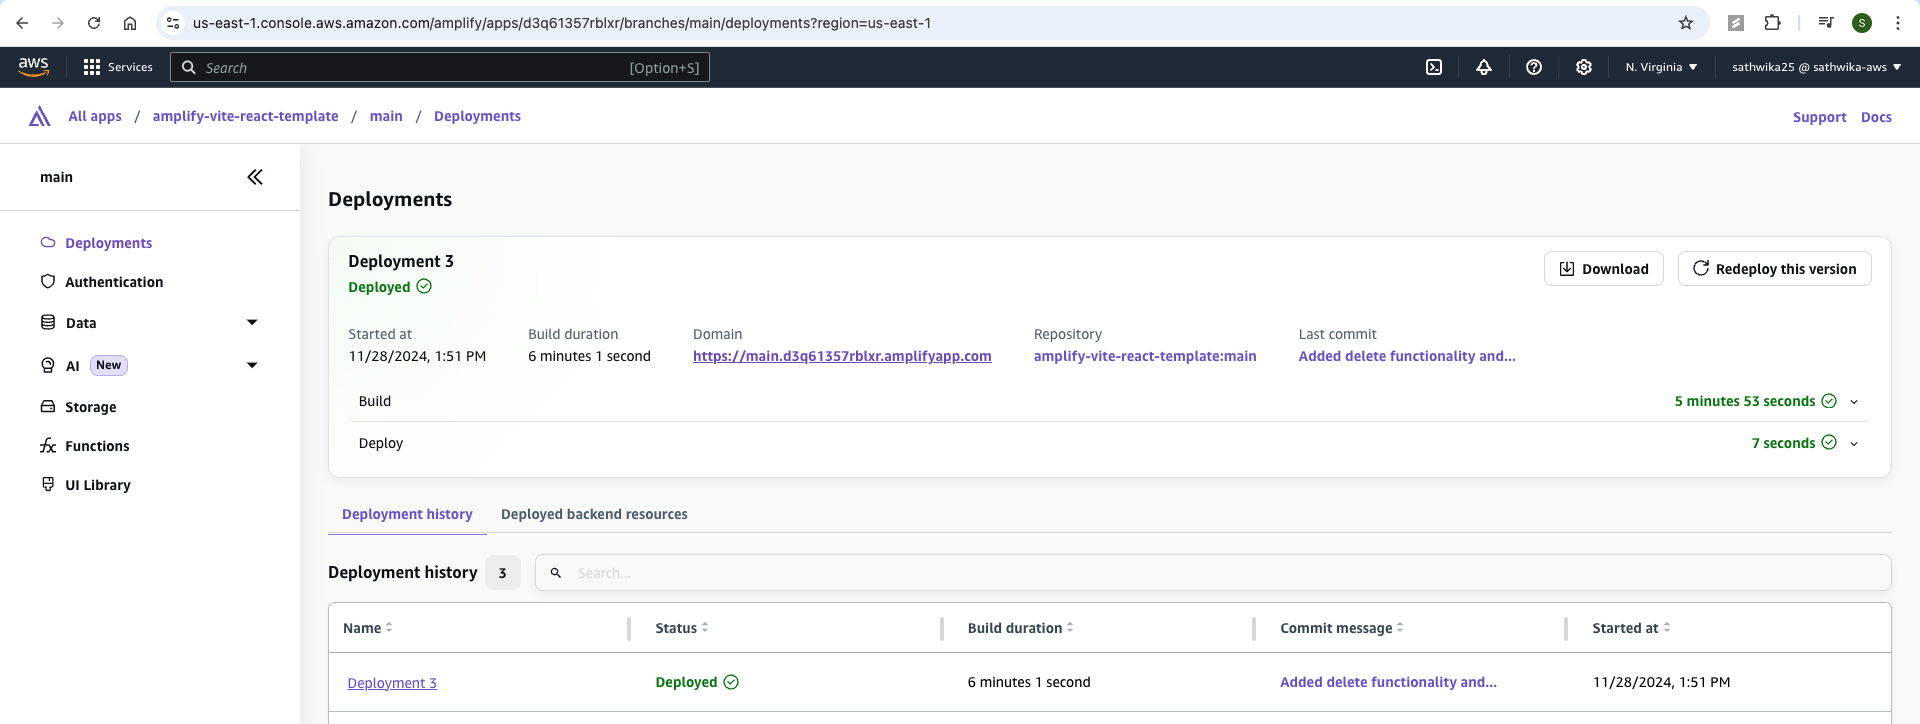 us-east-1.console.aws.amazon.com/amplify/apps/d3q61357rblxr/branches/main/deployments?region=us-east-1
S
aws Services Search [Option+S] N. Virginia sathwika25 @ sathwika-aws
All apps / amplify-vite-react-template / main / Deployments Support Docs
main
Deployments
Authentication
Data
AI New
Storage
Functions
UI Library
Deployments
Deployment 3
Deployed
Download Redeploy this version
Started at Build duration Domain Repository Last commit
11/28/2024, 1:51 PM 6 minutes 1 second https://main.d3q61357rblxr.amplifyapp.com amplify-vite-react-template:main Added delete functionality and...
Build 5 minutes 53 seconds
Deploy 7 seconds
Deployment history Deployed backend resources
Deployment history 3 Search...
Name Status Build duration Commit message Started at
Deployment 3 Deployed 6 minutes 1 second Added delete functionality and... 11/28/2024, 1:51 PM